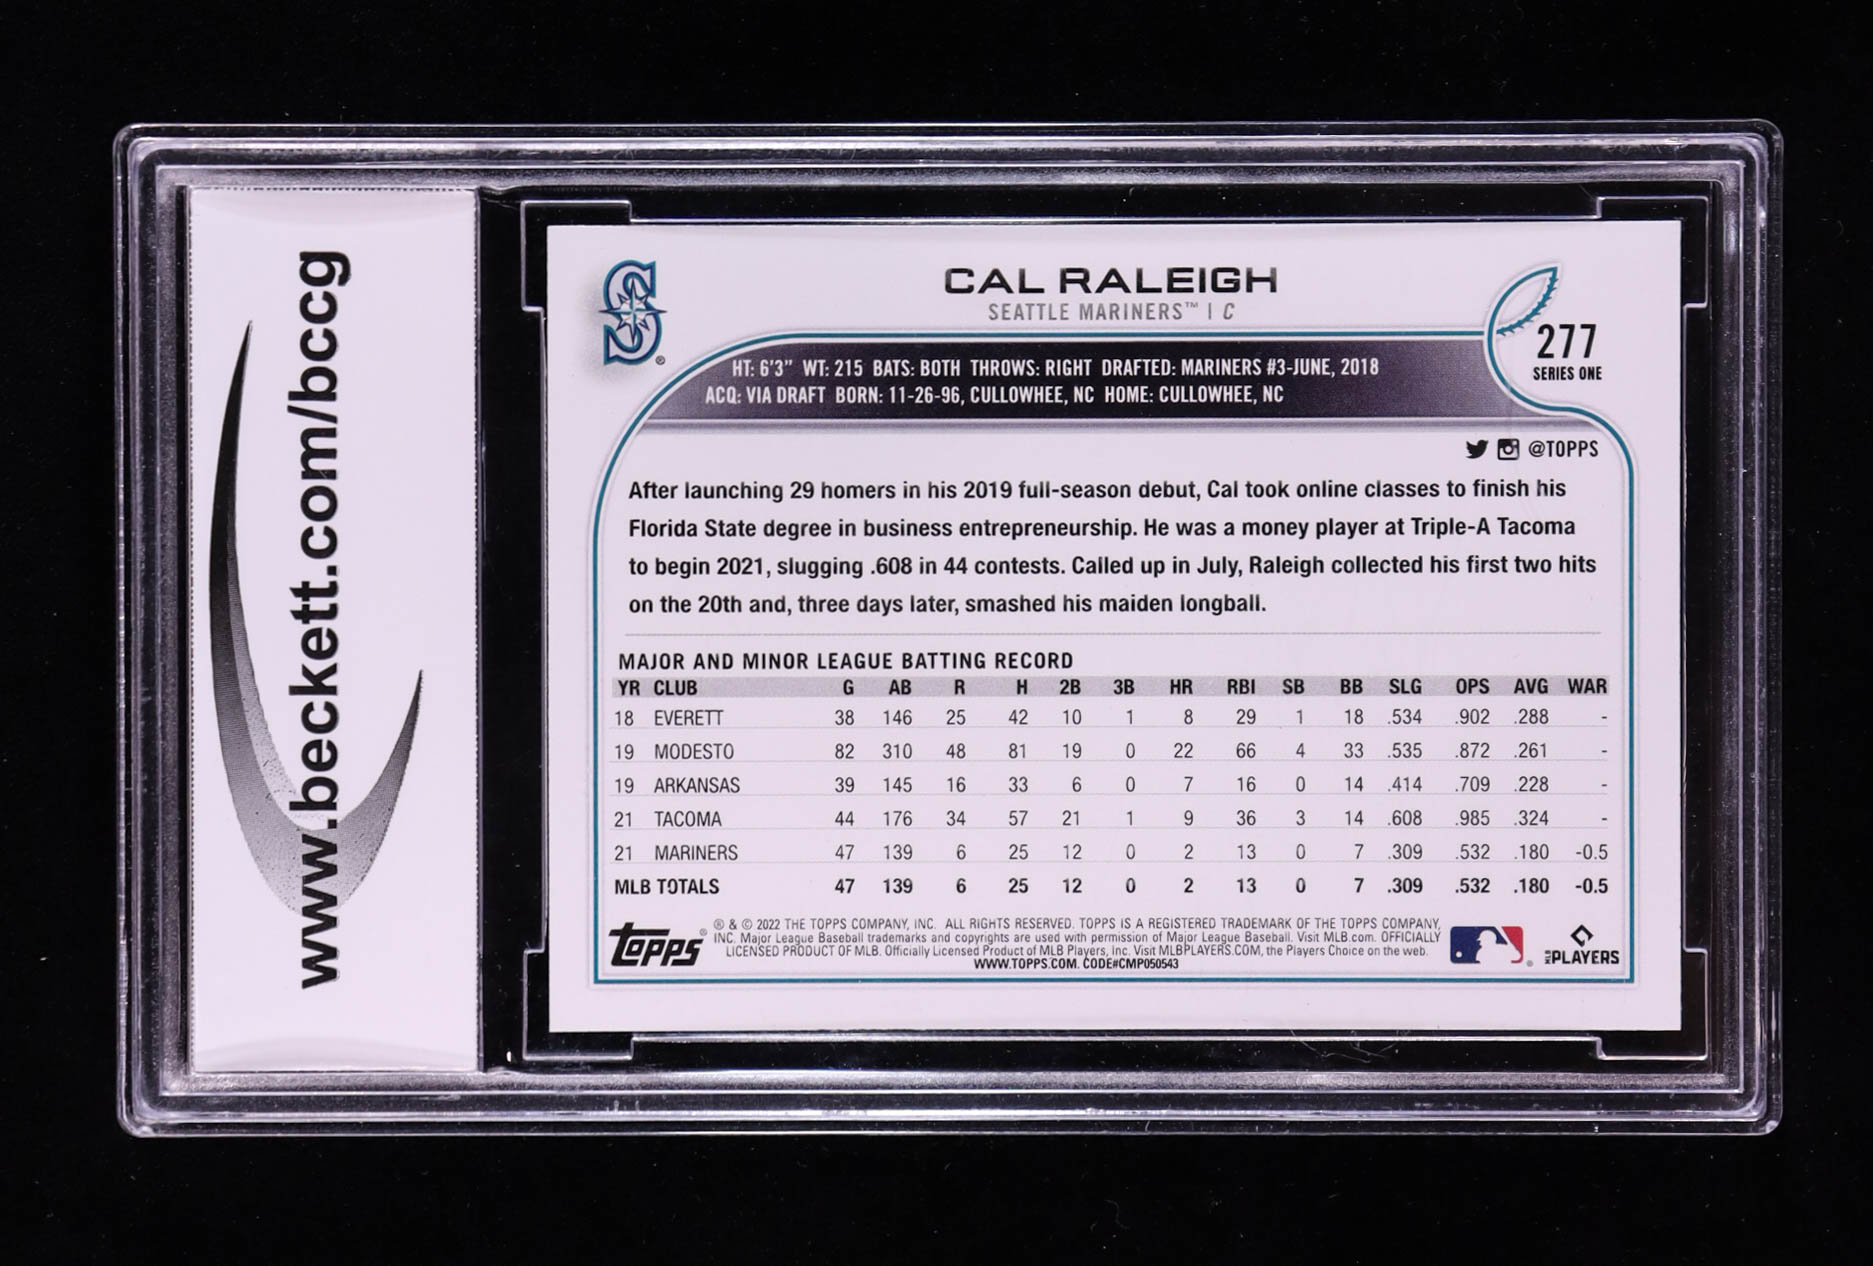 www.beckett.com/bccg
S
®
CAL RALEIGH
SEATTLE MARINERS™ | C
277
SERIES ONE
HT: 6'3" WT: 215 BATS: BOTH THROWS: RIGHT DRAFTED: MARINERS #3-JUNE, 2018
ACQ: VIA DRAFT BORN: 11-26-96, CULLOWHEE, NC HOME: CULLOWHEE, NC
@TOPPS
After launching 29 homers in his 2019 full-season debut, Cal took online classes to finish his
Florida State degree in business entrepreneurship. He was a money player at Triple-A Tacoma
to begin 2021, slugging .608 in 44 contests. Called up in July, Raleigh collected his first two hits
on the 20th and, three days later, smashed his maiden longball.
MAJOR AND MINOR LEAGUE BATTING RECORD
YR CLUB G AB R H 2B 3B HR RBI SB BB SLG OPS AVG WAR
18 EVERETT 38 146 25 42 10 1 8 29 1 18 .534 .902 .288 -
19 MODESTO 82 310 48 81 19 0 22 66 4 33 .535 .872 .261 -
19 ARKANSAS 39 145 16 33 6 0 7 16 0 14 .414 .709 .228 -
21 TACOMA 44 176 34 57 21 1 9 36 3 14 .608 .985 .324 -
21 MARINERS 47 139 6 25 12 0 2 13 0 7 .309 .532 .180 -0.5
MLB TOTALS 47 139 6 25 12 0 2 13 0 7 .309 .532 .180 -0.5
Topps ®
® & © 2022 THE TOPPS COMPANY, INC. ALL RIGHTS RESERVED. TOPPS IS A REGISTERED TRADEMARK OF THE TOPPS COMPANY,
INC. Major League Baseball trademarks and copyrights are used with permission of Major League Baseball. Visit MLB.com. OFFICIALLY
LICENSED PRODUCT OF MLB. Officially Licensed Product of MLB Players, Inc. Visit MLBPLAYERS.COM, the Players Choice on the web.
WWW.TOPPS.COM. CODE#CMP050543
®
MLB PLAYERS